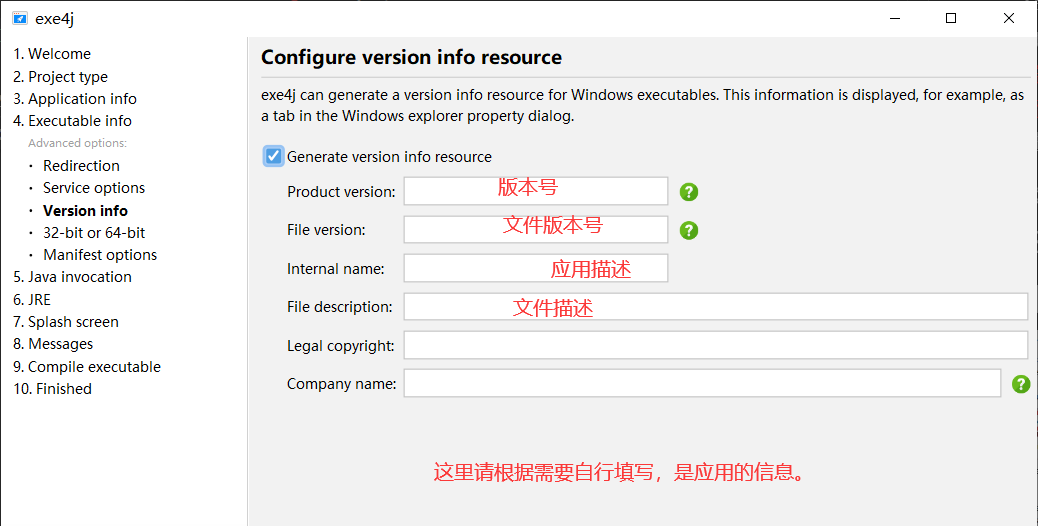 exe4j
1. Welcome
2. Project type
3. Application info
4. Executable info
Advanced options:
· Redirection
· Service options
· Version info
· 32-bit or 64-bit
· Manifest options
5. Java invocation
6. JRE
7. Splash screen
8. Messages
9. Compile executable
10. Finished
Configure version info resource
exe4j can generate a version info resource for Windows executables. This information is displayed, for example, as
a tab in the Windows explorer property dialog.
Generate version info resource
Product version: 版本号 ?
File version: 文件版本号 ?
Internal name: 应用描述
File description: 文件描述
Legal copyright:
Company name: ?
这里请根据需要自行填写，是应用的信息。